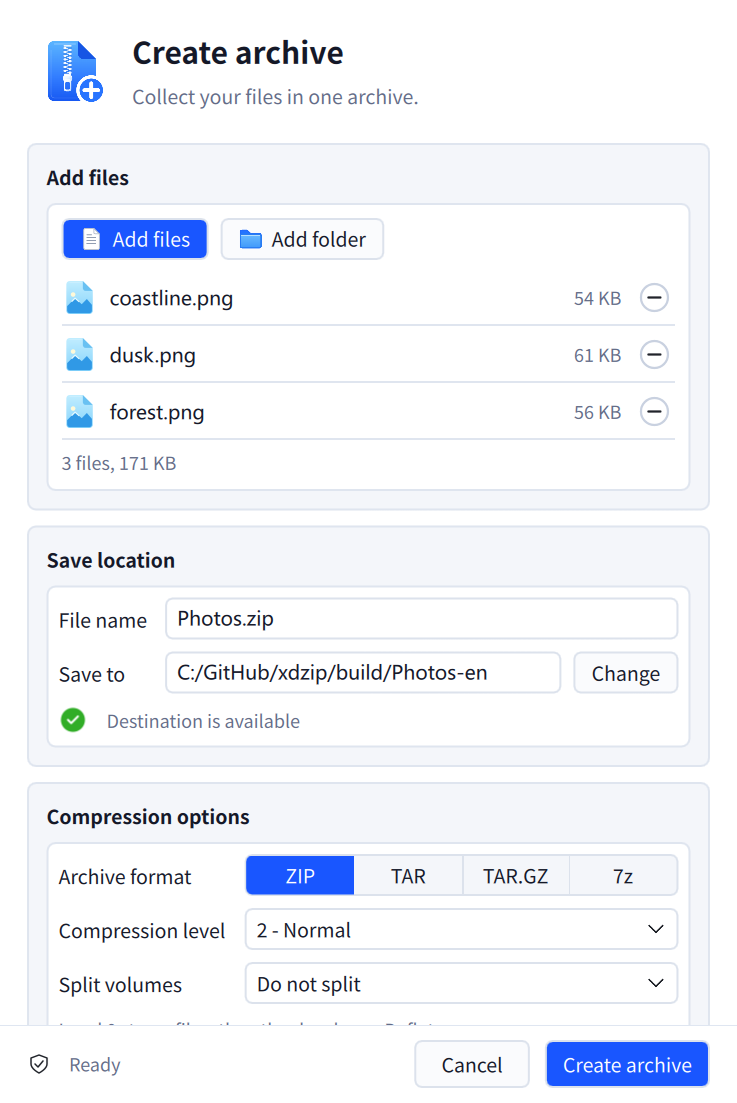 Create archive
Collect your files in one archive.
Add files
Add files
Add folder
coastline.png 54 KB
dusk.png 61 KB
forest.png 56 KB
3 files, 171 KB
Save location
File name Photos.zip
Save to C:/GitHub/xdzip/build/Photos-en Change
Destination is available
Compression options
Archive format ZIP TAR TAR.GZ 7z
Compression level 2 - Normal
Split volumes Do not split
Ready Cancel Create archive